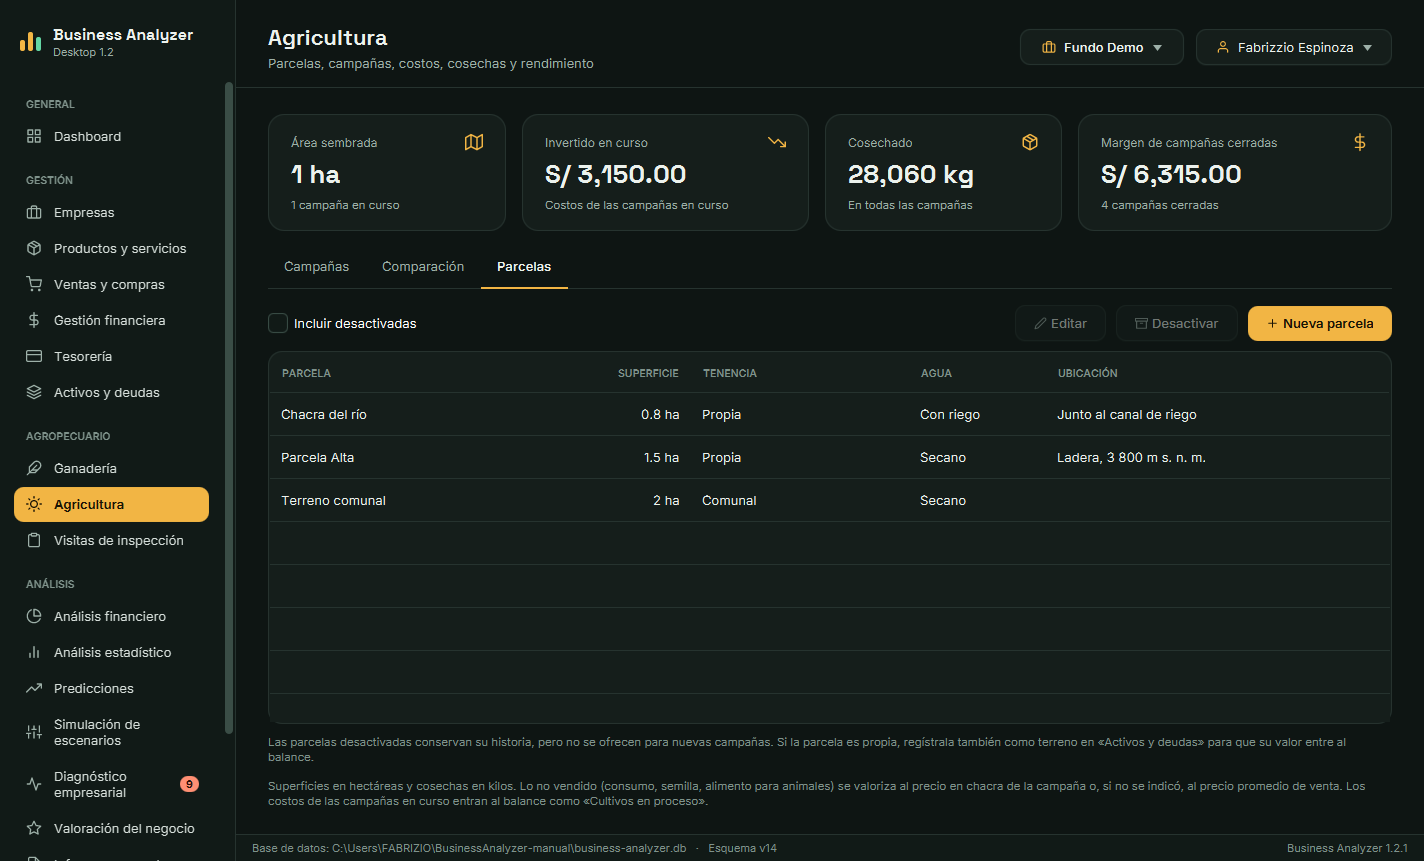 Business Analyzer
Desktop 1.2
GENERAL
Dashboard
GESTIÓN
Empresas
Productos y servicios
Ventas y compras
Gestión financiera
Tesorería
Activos y deudas
AGROPECUARIO
Ganadería
Agricultura
Visitas de inspección
ANÁLISIS
Análisis financiero
Análisis estadístico
Predicciones
Simulación de
escenarios
Diagnóstico
empresarial
9
Valoración del negocio
Agricultura
Parcelas, campañas, costos, cosechas y rendimiento
Fundo Demo
Fabrizzio Espinoza
Área sembrada
1 ha
1 campaña en curso
Invertido en curso
S/ 3,150.00
Costos de las campañas en curso
Cosechado
28,060 kg
En todas las campañas
Margen de campañas cerradas
S/ 6,315.00
4 campañas cerradas
Campañas Comparación Parcelas
Incluir desactivadas Editar Desactivar + Nueva parcela
PARCELA SUPERFICIE TENENCIA AGUA UBICACIÓN
Chacra del río 0.8 ha Propia Con riego Junto al canal de riego
Parcela Alta 1.5 ha Propia Secano Ladera, 3 800 m s. n. m.
Terreno comunal 2 ha Comunal Secano
Las parcelas desactivadas conservan su historia, pero no se ofrecen para nuevas campañas. Si la parcela es propia, regístrala también como terreno en «Activos y deudas» para que su valor entre al
balance.
Superficies en hectáreas y cosechas en kilos. Lo no vendido (consumo, semilla, alimento para animales) se valoriza al precio en chacra de la campaña o, si no se indicó, al precio promedio de venta. Los
costos de las campañas en curso entran al balance como «Cultivos en proceso».
Base de datos: C:\Users\FABRIZIO\BusinessAnalyzer-manual\business-analyzer.db · Esquema v14
Business Analyzer 1.2.1